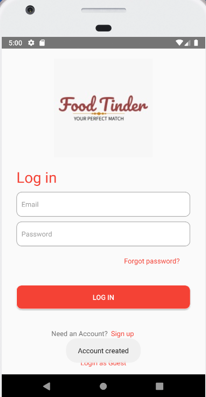 5:00
Food Tinder
YOUR PERFECT MATCH
Log in
Email
Password
Forgot password?
LOG IN
Need an Account? Sign up
Account created
Login as Guest